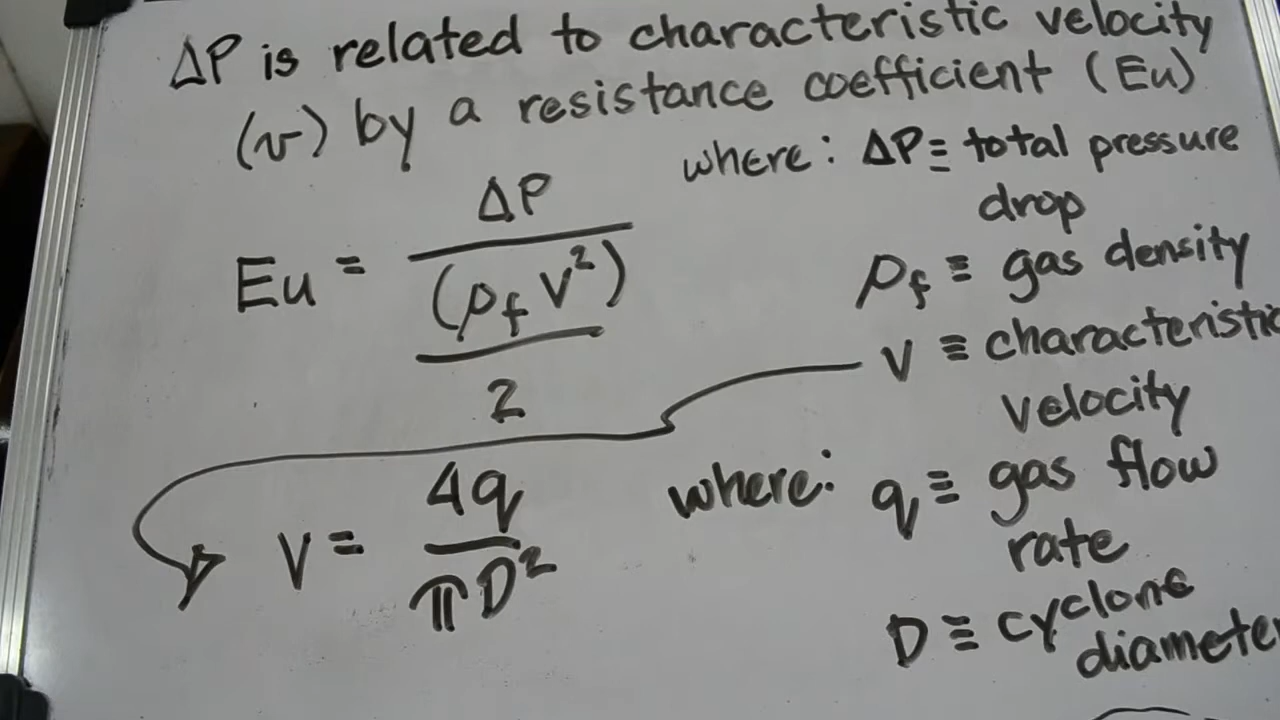 ΔP is related to characteristic velocity
(v) by a resistance coefficient (Eu)
where: ΔP ≡ total pressure
drop
Eu = ΔP / ((ρf V²) / 2)
ρf ≡ gas density
V ≡ characteristic
velocity
V = 4q / πD²
where: q ≡ gas flow
rate
D ≡ cyclone
diameter